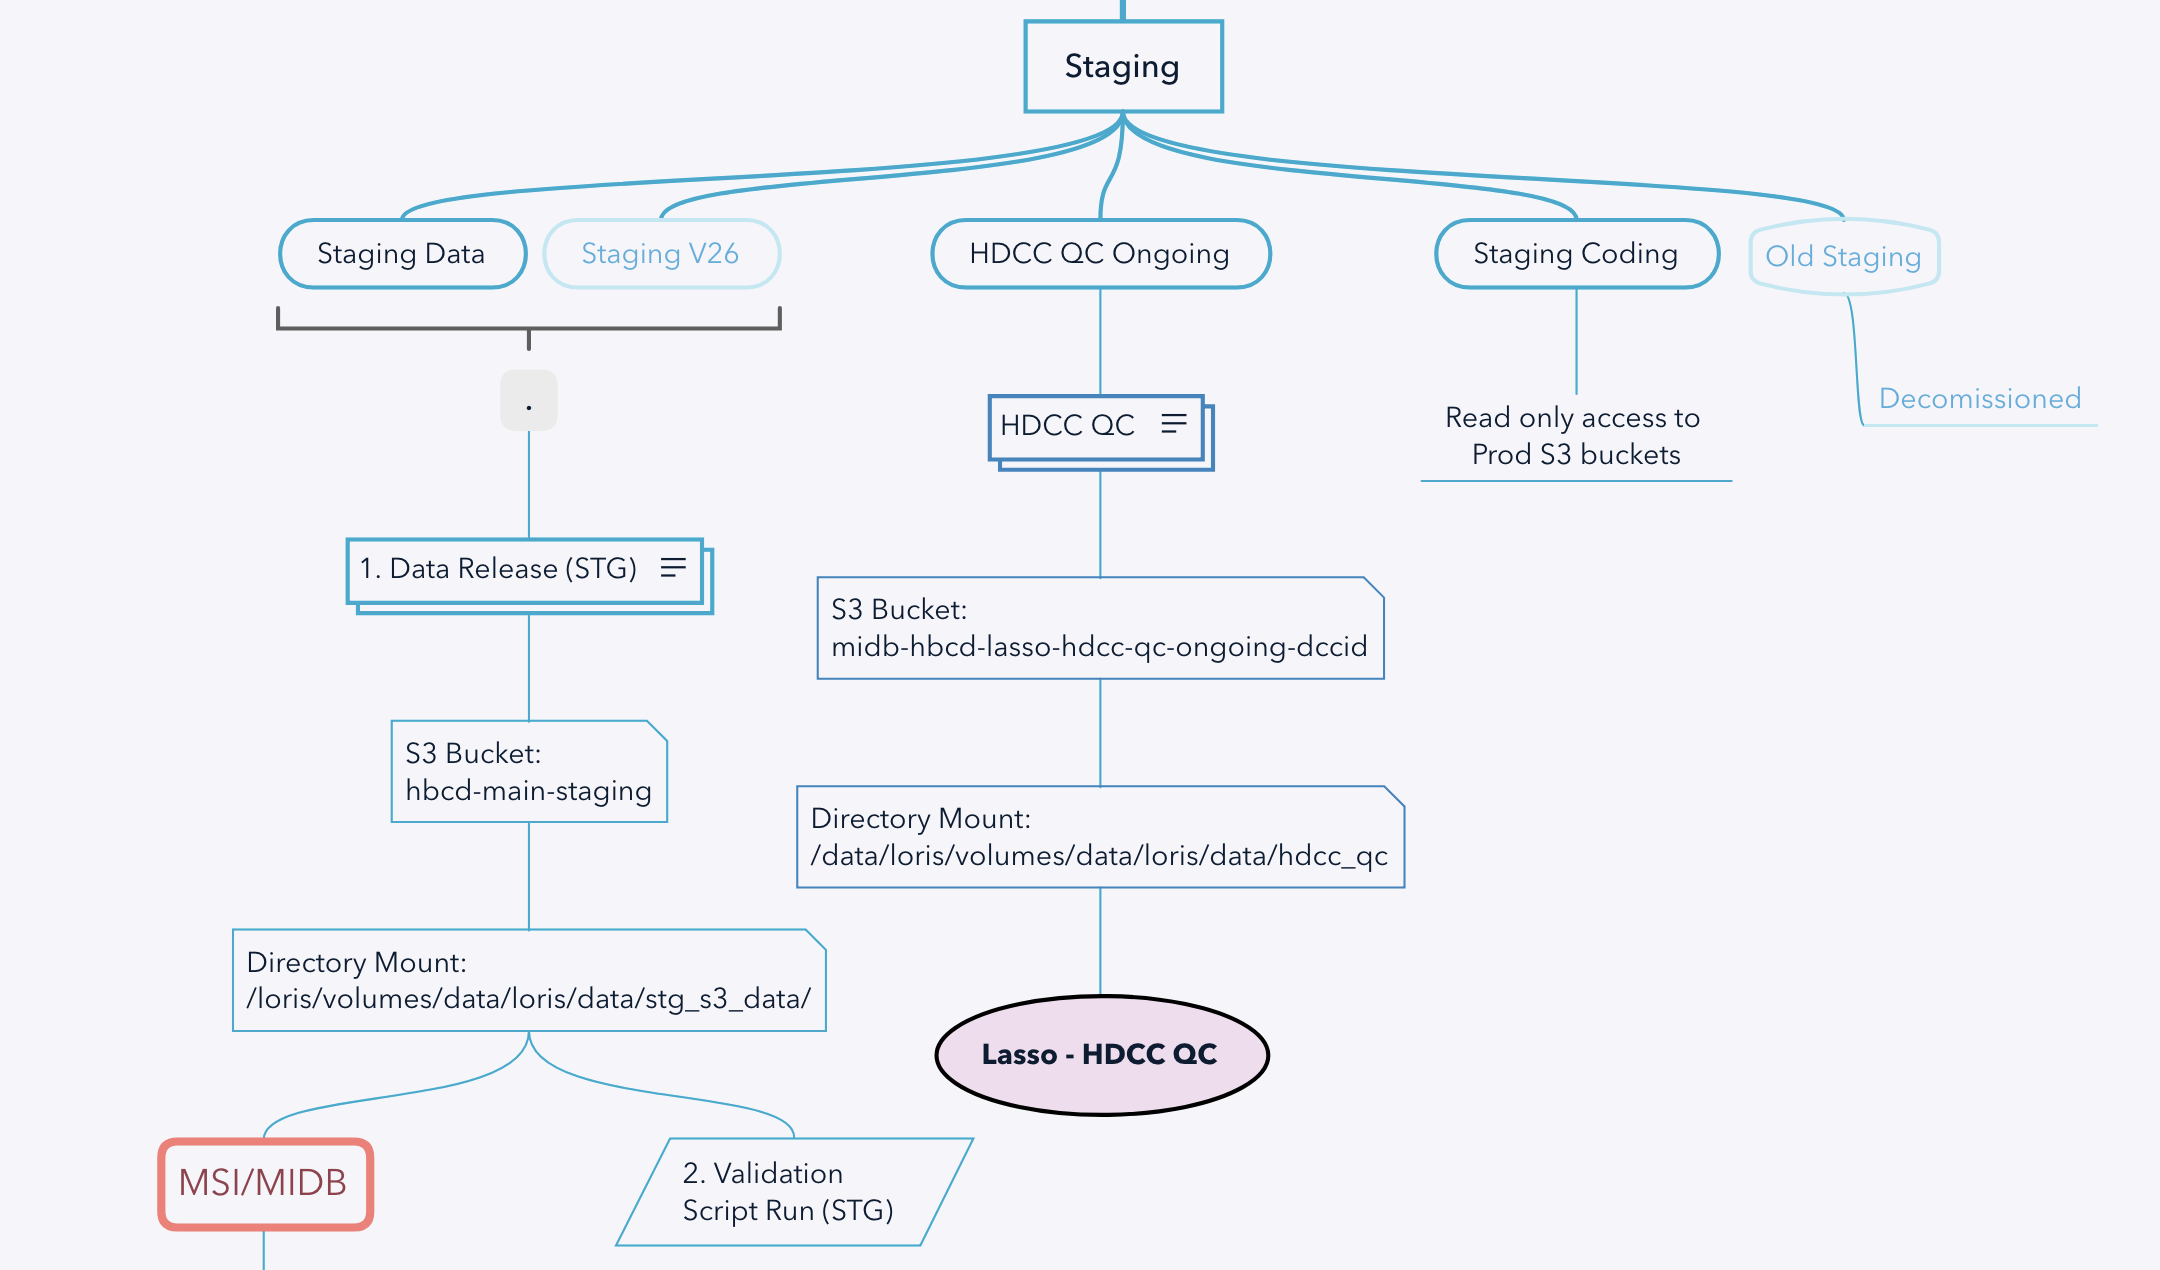 Staging
Staging Data
Staging V26
HDCC QC Ongoing
Staging Coding
Old Staging
.
HDCC QC
Read only access to
Prod S3 buckets
Decomissioned
1. Data Release (STG)
S3 Bucket:
midb-hbcd-lasso-hdcc-qc-ongoing-dccid
S3 Bucket:
hbcd-main-staging
Directory Mount:
/data/loris/volumes/data/loris/data/hdcc_qc
Directory Mount:
/loris/volumes/data/loris/data/stg_s3_data/
Lasso - HDCC QC
MSI/MIDB
2. Validation
Script Run (STG)